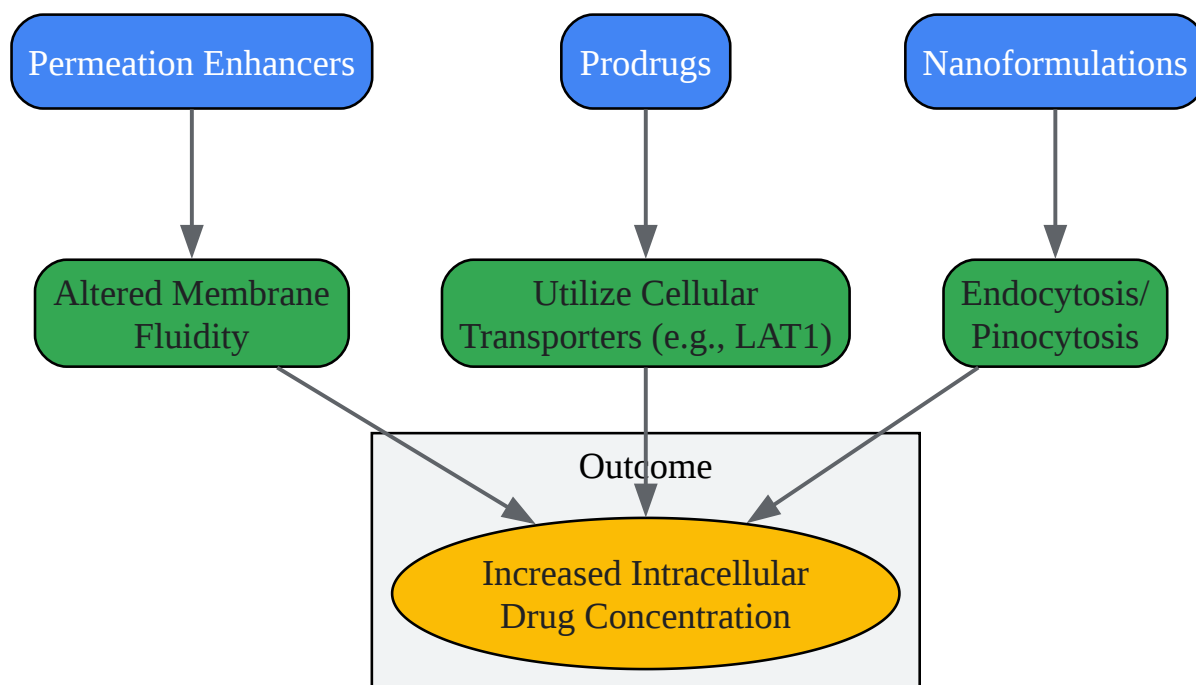 Permeation Enhancers
Prodrugs
Nanoformulations
Altered Membrane
Fluidity
Utilize Cellular
Transporters (e.g., LAT1)
Endocytosis/
Pinocytosis
Outcome
Increased Intracellular
Drug Concentration